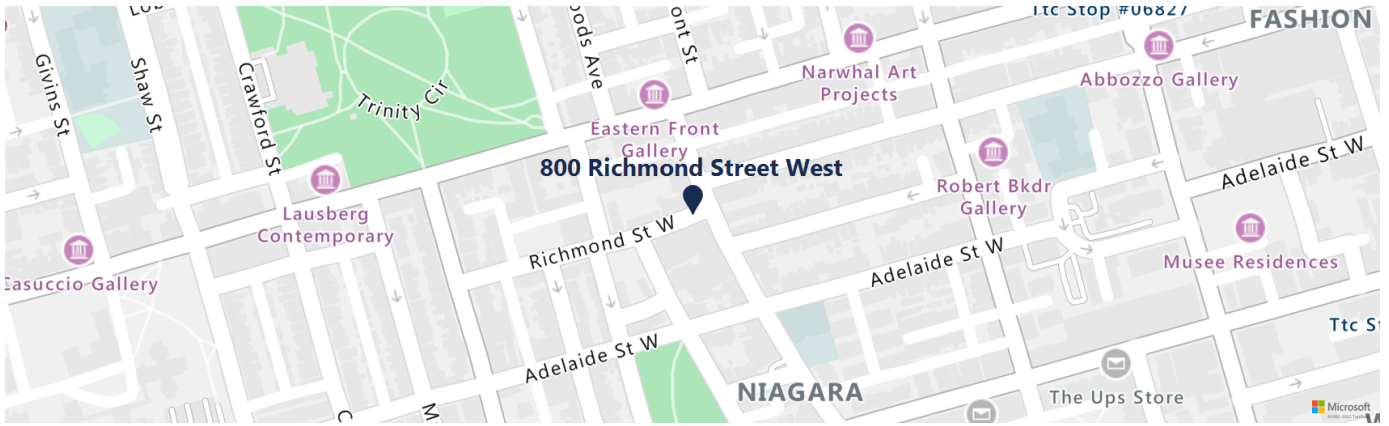 Ttc Stop #06827
FASHION
Givins St
Shaw St
Crawford St
Trinity Cir
ont St
oods Ave
Narwhal Art
Projects
Abbozzo Gallery
Eastern Front
Gallery
800 Richmond Street West
Adelaide St W
Robert Bkdr
Gallery
Lausberg
Contemporary
Richmond St W
Adelaide St W
Musee Residences
Casuccio Gallery
Ttc St
Adelaide St W
NIAGARA
The Ups Store
C
M
Microsoft